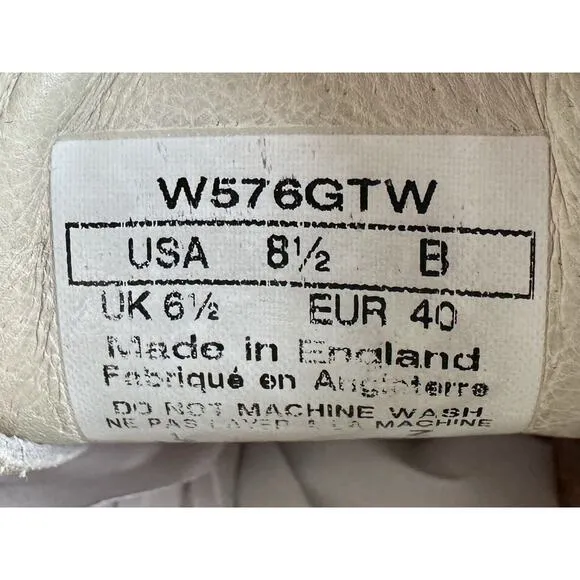 W576GTW
USA 8½ B
UK 6½ EUR 40
Made in England
Fabriqué en Angleterre
DO NOT MACHINE WASH
NE PAS LAVER A LA MACHINE